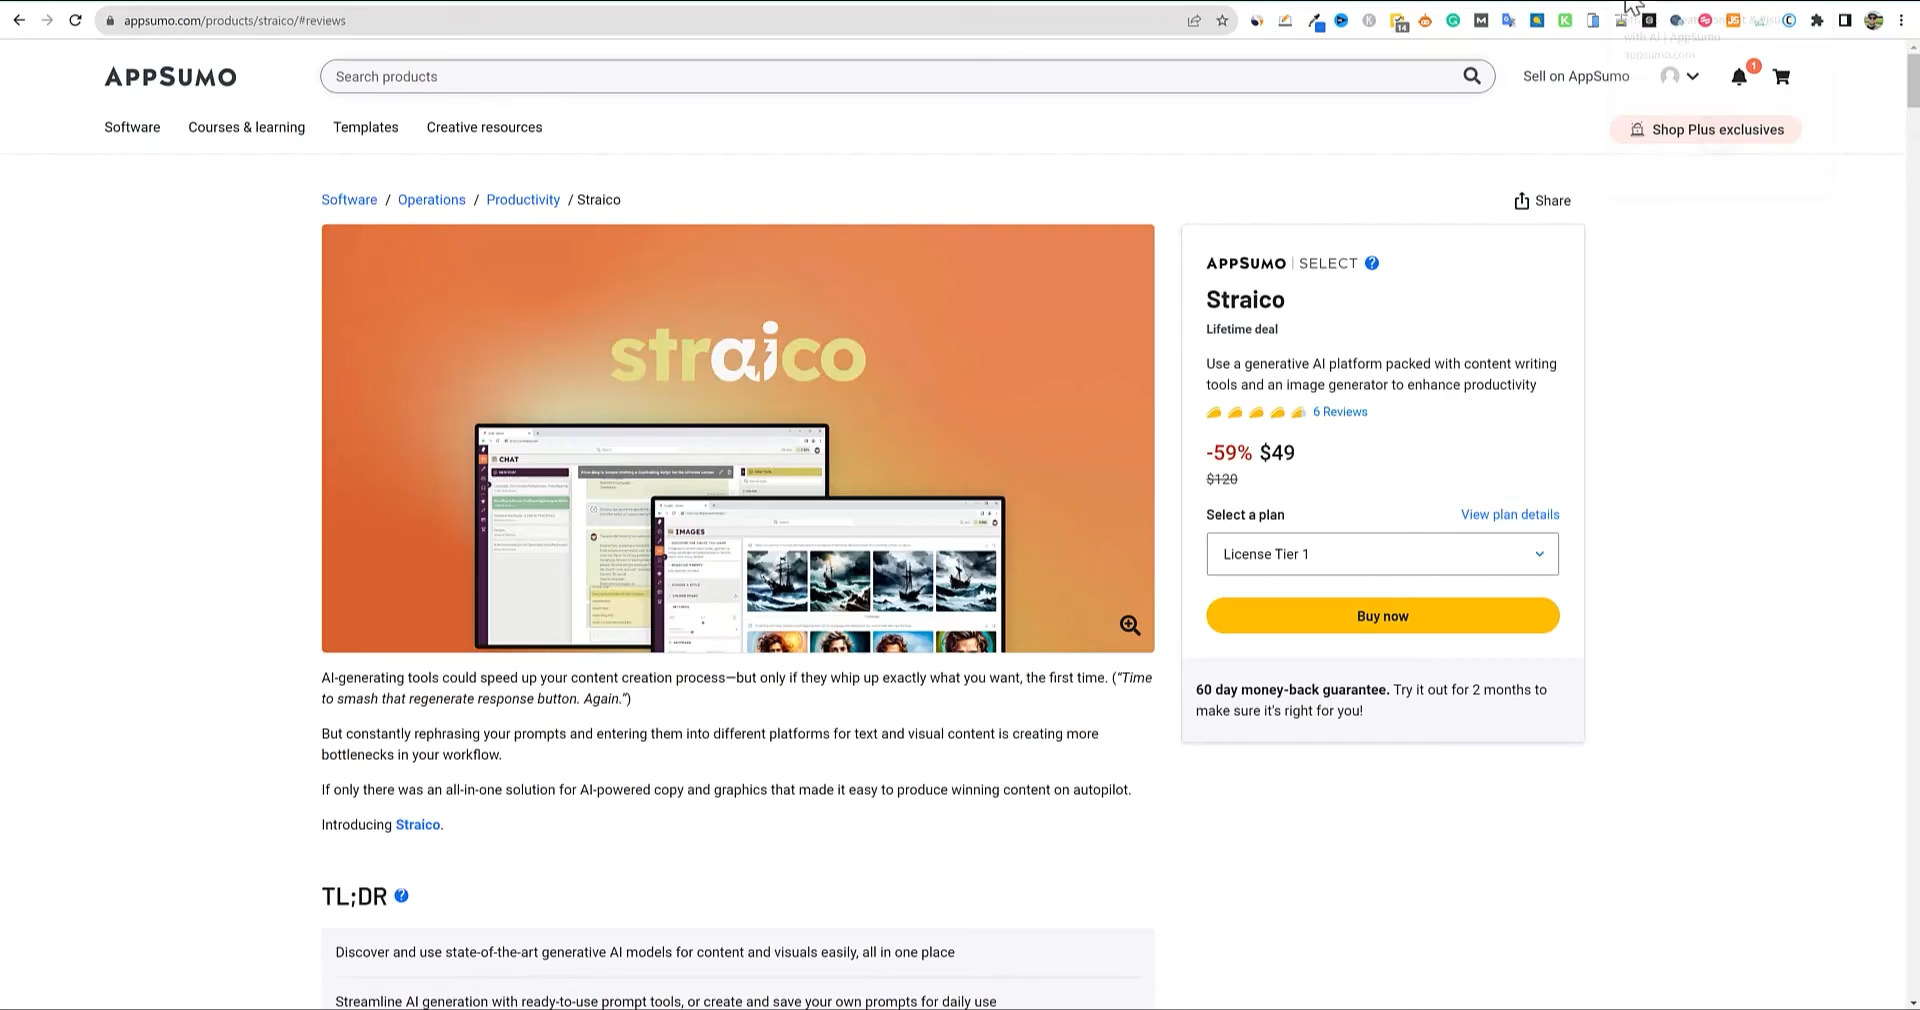 appsumo.com/products/straico/#reviews
14
with AI | AppSumo
appsumo.com
APPSUMO
Search products
Sell on AppSumo
1
Software
Courses & learning
Templates
Creative resources
Shop Plus exclusives
Software / Operations / Productivity / Straico
Share
straico
CHAT
IMAGES
APPSUMO | SELECT ?
Straico
Lifetime deal
Use a generative AI platform packed with content writing
tools and an image generator to enhance productivity
6 Reviews
-59% $49
$120
Select a plan
View plan details
License Tier 1
Buy now
60 day money-back guarantee. Try it out for 2 months to
make sure it's right for you!
AI-generating tools could speed up your content creation process—but only if they whip up exactly what you want, the first time. (“Time
to smash that regenerate response button. Again.”)
But constantly rephrasing your prompts and entering them into different platforms for text and visual content is creating more
bottlenecks in your workflow.
If only there was an all-in-one solution for AI-powered copy and graphics that made it easy to produce winning content on autopilot.
Introducing Straico.
TL;DR ?
Discover and use state-of-the-art generative AI models for content and visuals easily, all in one place
Streamline AI generation with ready-to-use prompt tools, or create and save your own prompts for daily use